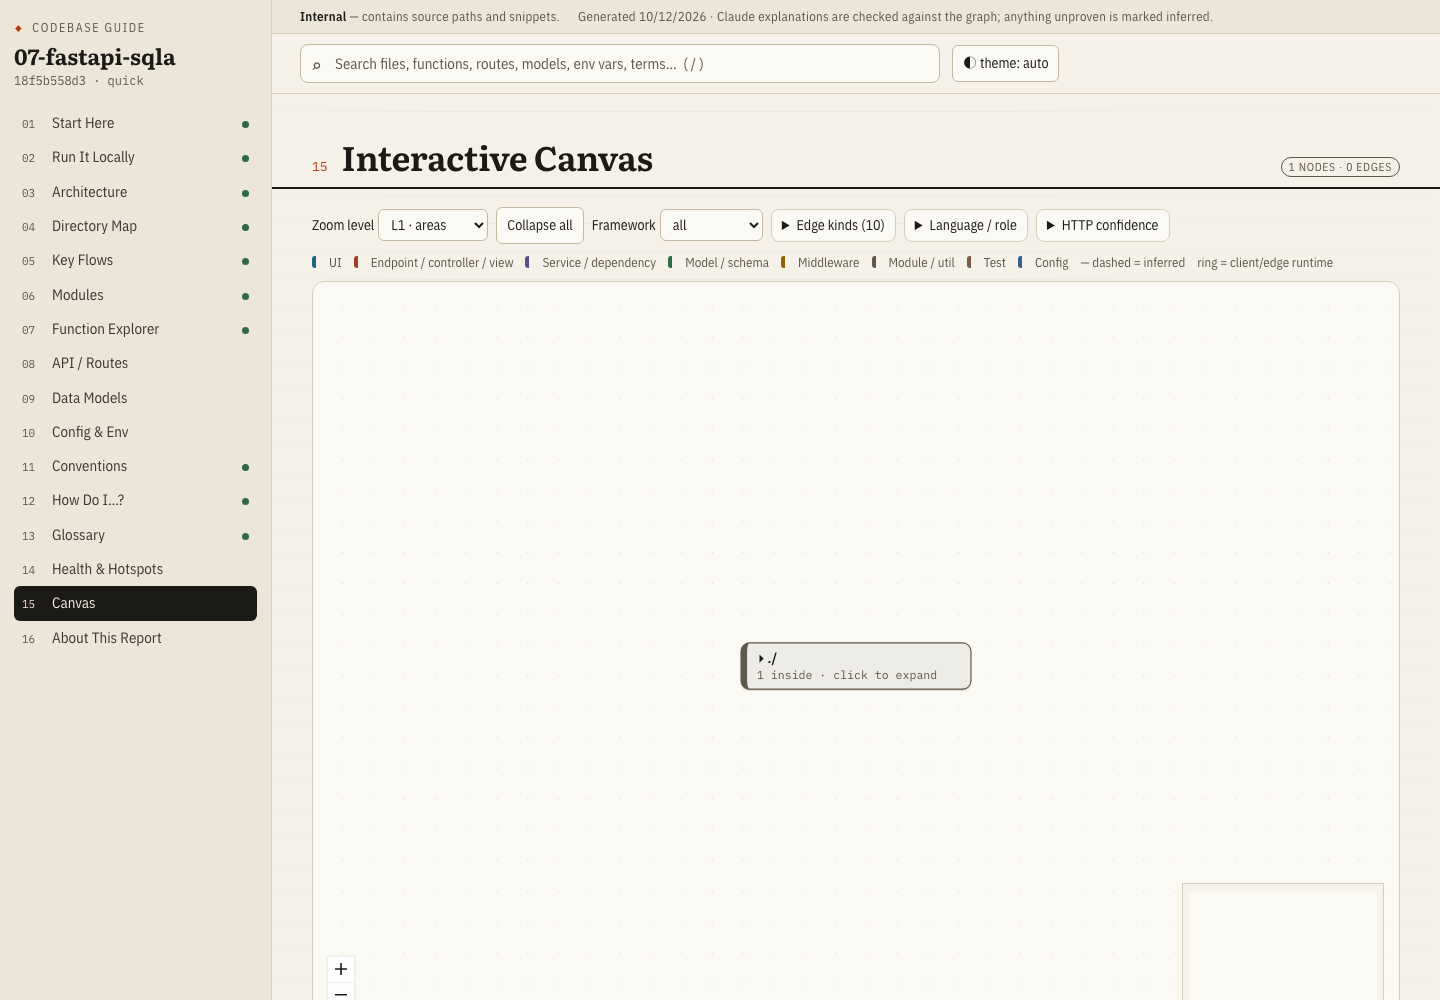 CODEBASE GUIDE
07-fastapi-sqla
18f5b558d3 · quick
01 Start Here
02 Run It Locally
03 Architecture
04 Directory Map
05 Key Flows
06 Modules
07 Function Explorer
08 API / Routes
09 Data Models
10 Config & Env
11 Conventions
12 How Do I…?
13 Glossary
14 Health & Hotspots
15 Canvas
16 About This Report
Internal — contains source paths and snippets. Generated 10/12/2026 · Claude explanations are checked against the graph; anything unproven is marked inferred.
Search files, functions, routes, models, env vars, terms… ( / )
theme: auto
15 Interactive Canvas
1 NODES · 0 EDGES
Zoom level L1 · areas Collapse all Framework all Edge kinds (10) Language / role HTTP confidence
UI Endpoint / controller / view Service / dependency Model / schema Middleware Module / util Test Config — dashed = inferred ring = client/edge runtime
./
1 inside · click to expand